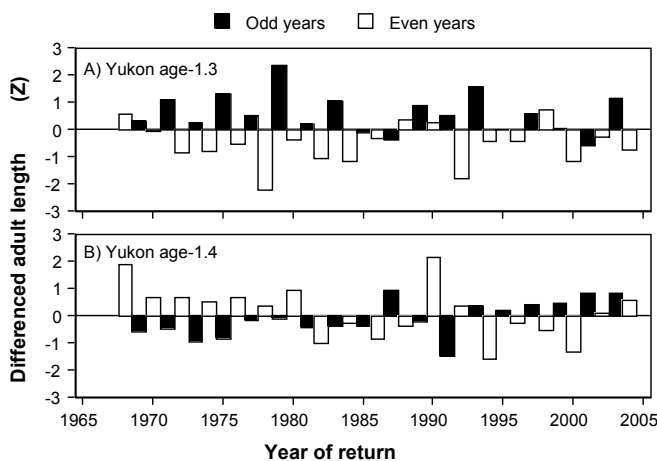 Odd years Even years
Differenced adult length (Z)
3
A) Yukon age-1.3
2
1
0
-1
-2
-3
3
B) Yukon age-1.4
2
1
0
-1
-2
-3
1965 1970 1975 1980 1985 1990 1995 2000 2005
Year of return